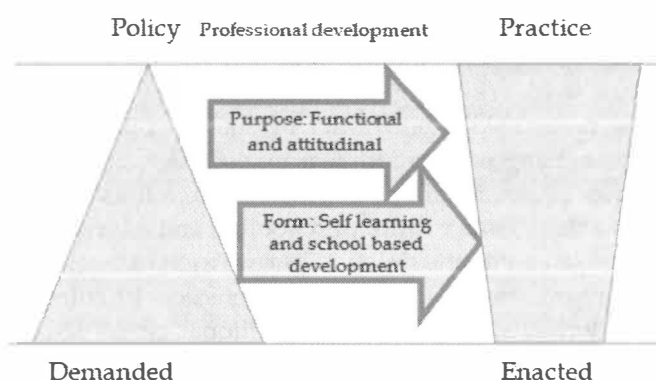 Policy Professional development Practice
Purpose: Functional
and attitudinal
Form: Self learning
and school based
development
Demanded
Enacted